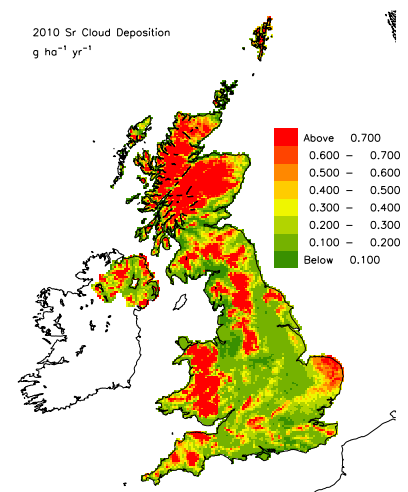 2010 Sr Cloud Deposition
g ha⁻¹ yr⁻¹
Above 0.700
0.600 – 0.700
0.500 – 0.600
0.400 – 0.500
0.300 – 0.400
0.200 – 0.300
0.100 – 0.200
Below 0.100